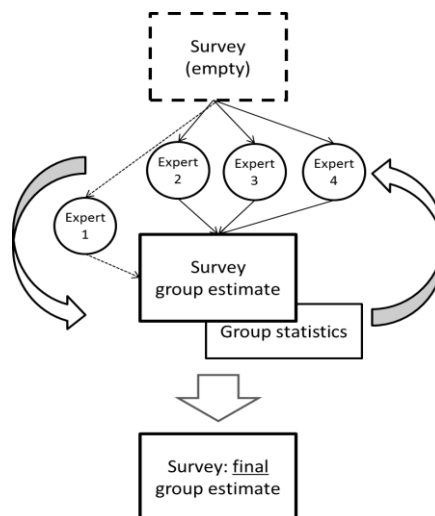 Survey
(empty)
Expert
2
Expert
3
Expert
4
Expert
1
Survey
group estimate
Group statistics
Survey: final
group estimate